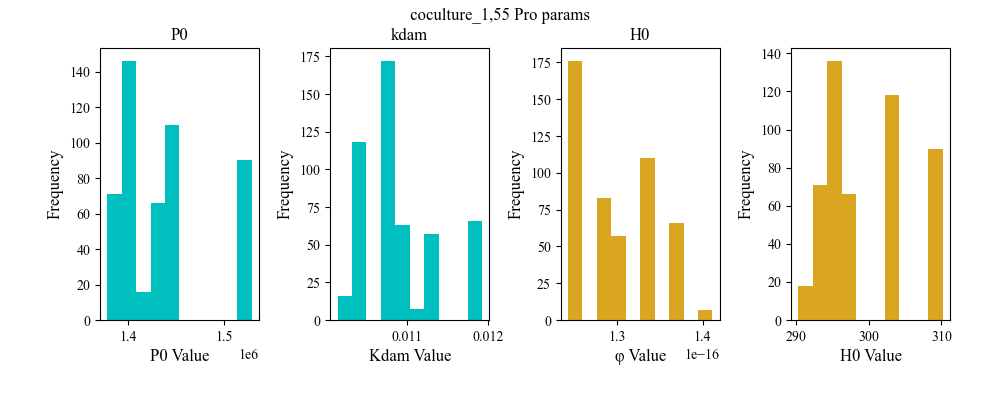 coculture_1,55 Pro params
P0
kdam
H0
Frequency
140
120
100
80
60
40
20
0
1.4
1.5
1e6
P0 Value
Frequency
175
150
125
100
75
50
25
0
0.011
0.012
Kdam Value
Frequency
175
150
125
100
75
50
25
0
1.3
1.4
1e−16
φ Value
Frequency
140
120
100
80
60
40
20
0
290
300
310
H0 Value